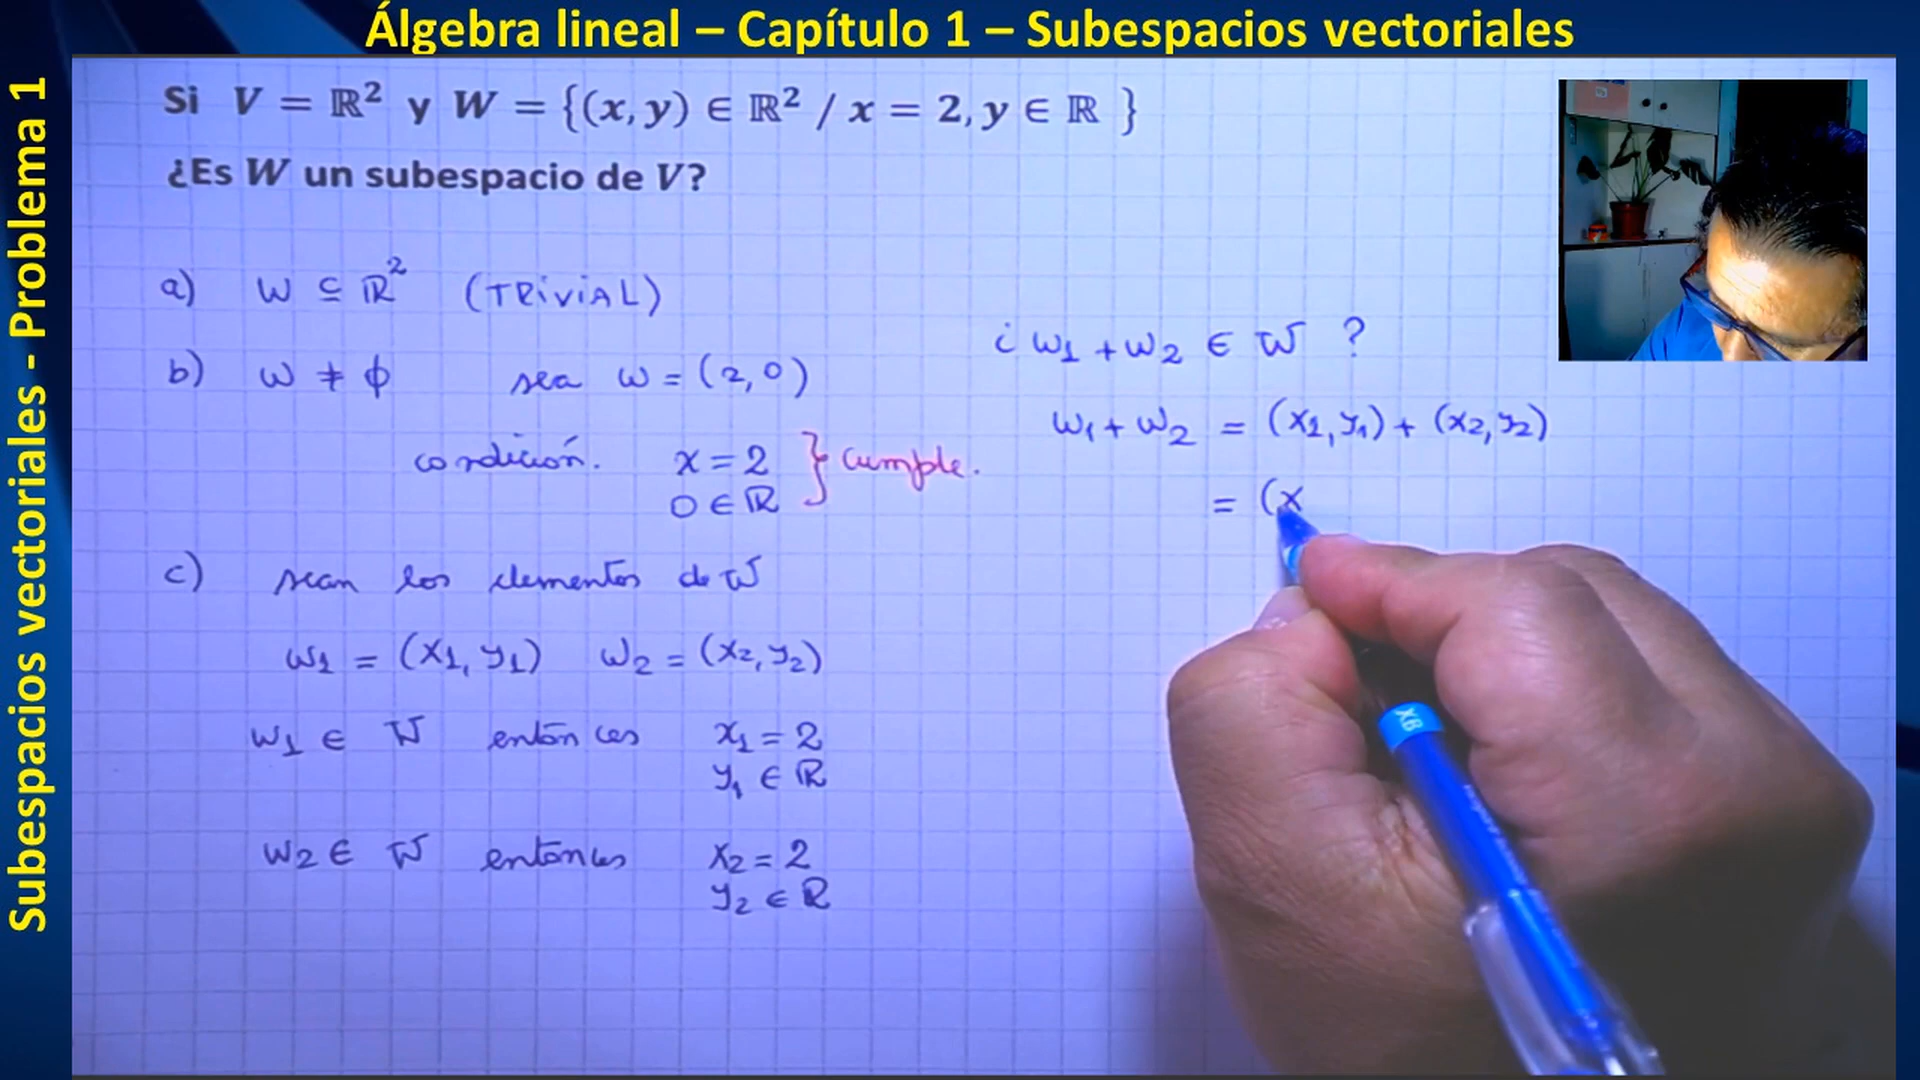 Álgebra lineal – Capítulo 1 – Subespacios vectoriales
Subespacios vectoriales - Problema 1
Si V = ℝ² y W = {(x, y) ∈ ℝ² / x = 2, y ∈ ℝ }
¿Es W un subespacio de V?
a) W ⊆ ℝ² (TRiViAL)
b) W ≠ ϕ sea w = (2,0)
condición. x = 2
0 ∈ ℝ } cumple.
c) sean los elementos de W
w₁ = (x₁, y₁) w₂ = (x₂, y₂)
w₁ ∈ W entonces x₁ = 2
y₁ ∈ ℝ
w₂ ∈ W entonces x₂ = 2
y₂ ∈ ℝ
¿ w₁ + w₂ ∈ W ?
w₁ + w₂ = (x₁, y₁) + (x₂, y₂)
= (x
XB